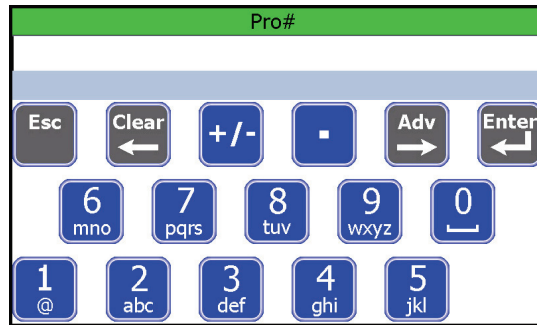 Pro#
Esc Clear +/- . Adv Enter
6 7 8 9 0
mno pqrs tuv wxyz
1 2 3 4 5
@ abc def ghi jkl